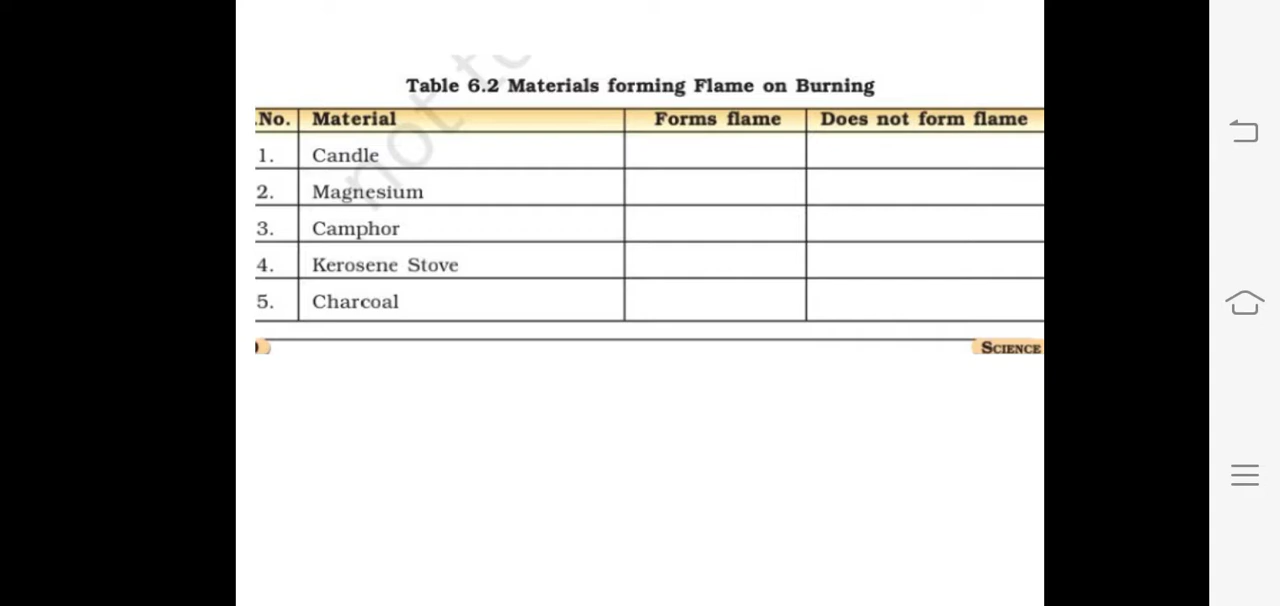 Table 6.2 Materials forming Flame on Burning
.No. Material Forms flame Does not form flame
1. Candle
2. Magnesium
3. Camphor
4. Kerosene Stove
5. Charcoal
SCIENCE